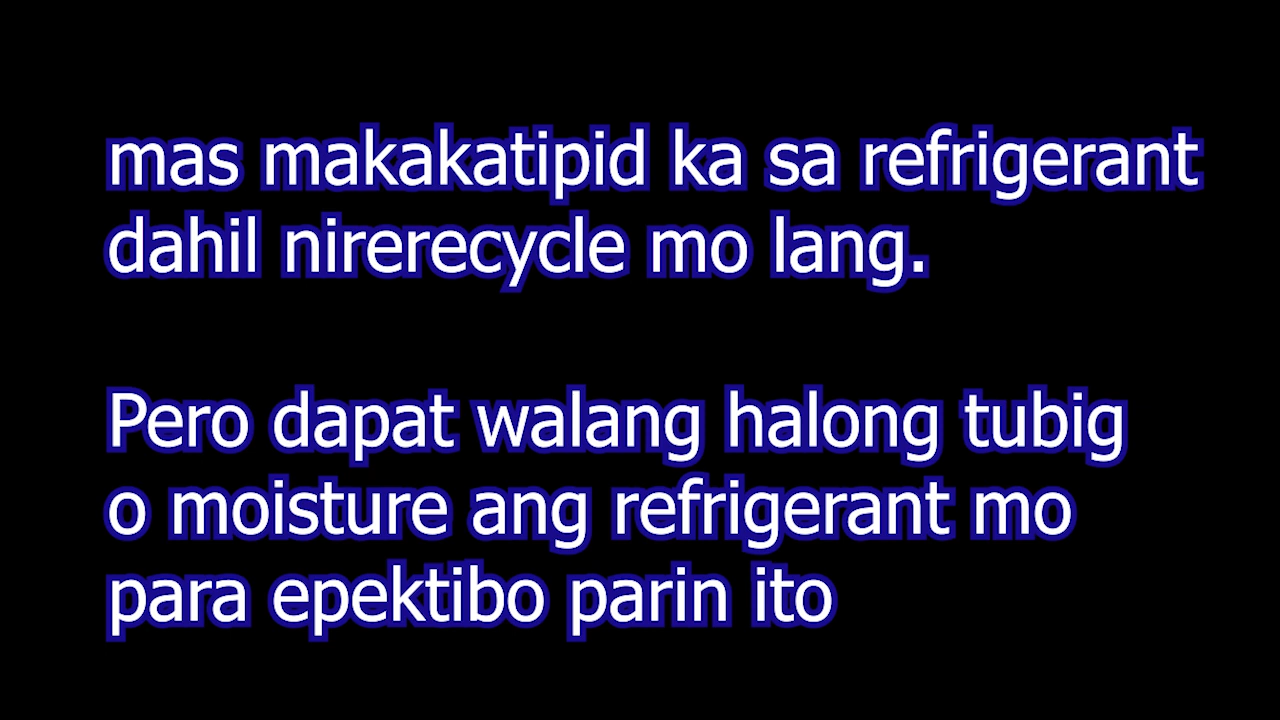 mas makakatipid ka sa refrigerant
dahil nirerecycle mo lang.
Pero dapat walang halong tubig
o moisture ang refrigerant mo
para epektibo parin ito